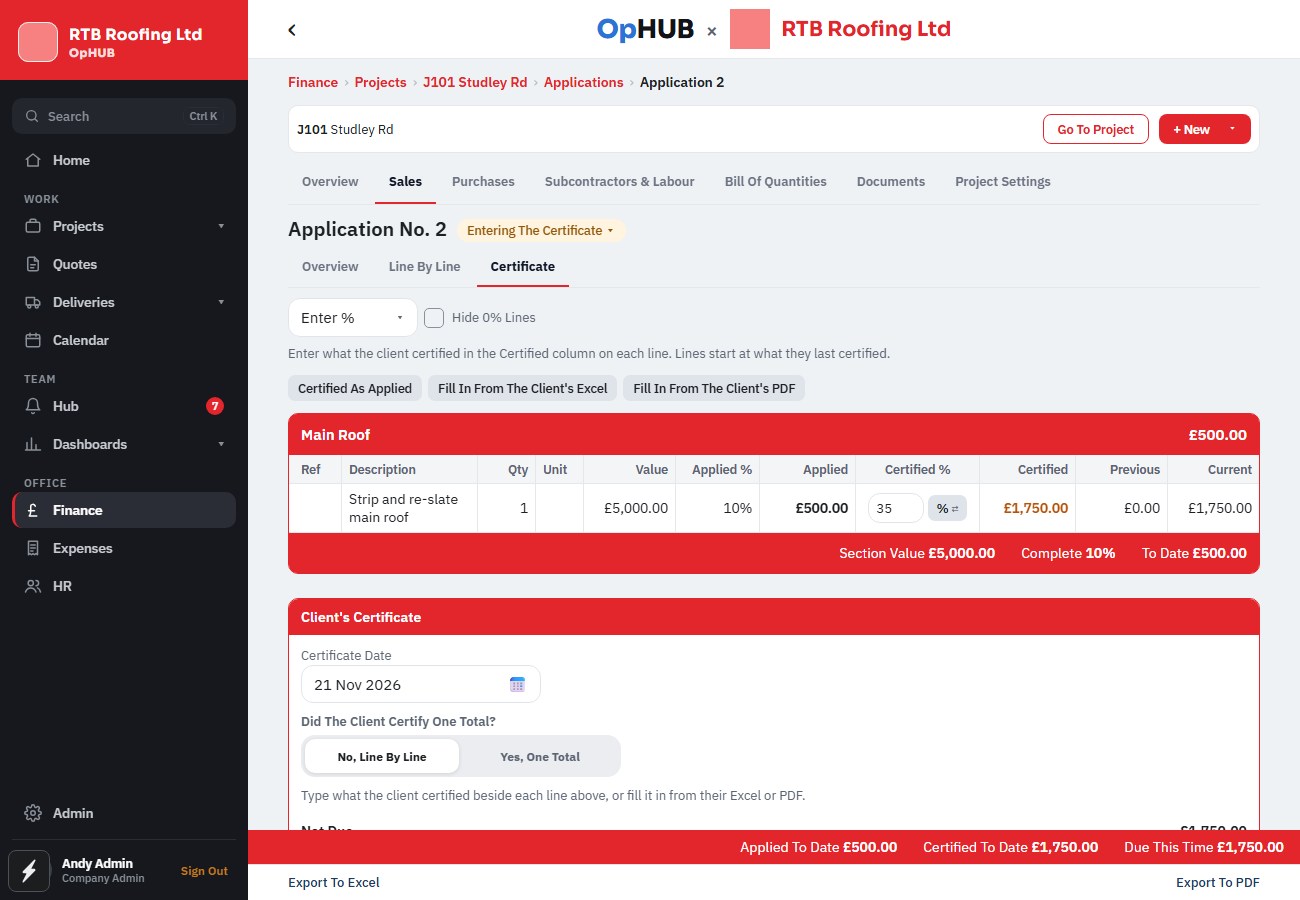 RTB Roofing Ltd
OpHUB
Search Ctrl K
Home
WORK
Projects
Quotes
Deliveries
Calendar
TEAM
Hub 7
Dashboards
OFFICE
Finance
Expenses
HR
Admin
Andy Admin
Company Admin
Sign Out
OpHUB × RTB Roofing Ltd
Finance › Projects › J101 Studley Rd › Applications › Application 2
J101 Studley Rd Go To Project + New
Overview Sales Purchases Subcontractors & Labour Bill Of Quantities Documents Project Settings
Application No. 2 Entering The Certificate
Overview Line By Line Certificate
Enter % Hide 0% Lines
Enter what the client certified in the Certified column on each line. Lines start at what they last certified.
Certified As Applied Fill In From The Client's Excel Fill In From The Client's PDF
Main Roof £500.00
Ref Description Qty Unit Value Applied % Applied Certified % Certified Previous Current
Strip and re-slate
main roof 1 £5,000.00 10% £500.00 35 % ⇄ £1,750.00 £0.00 £1,750.00
Section Value £5,000.00 Complete 10% To Date £500.00
Client's Certificate
Certificate Date
21 Nov 2026
Did The Client Certify One Total?
No, Line By Line Yes, One Total
Type what the client certified beside each line above, or fill it in from their Excel or PDF.
Net Due £1,750.00
Applied To Date £500.00 Certified To Date £1,750.00 Due This Time £1,750.00
Export To Excel Export To PDF